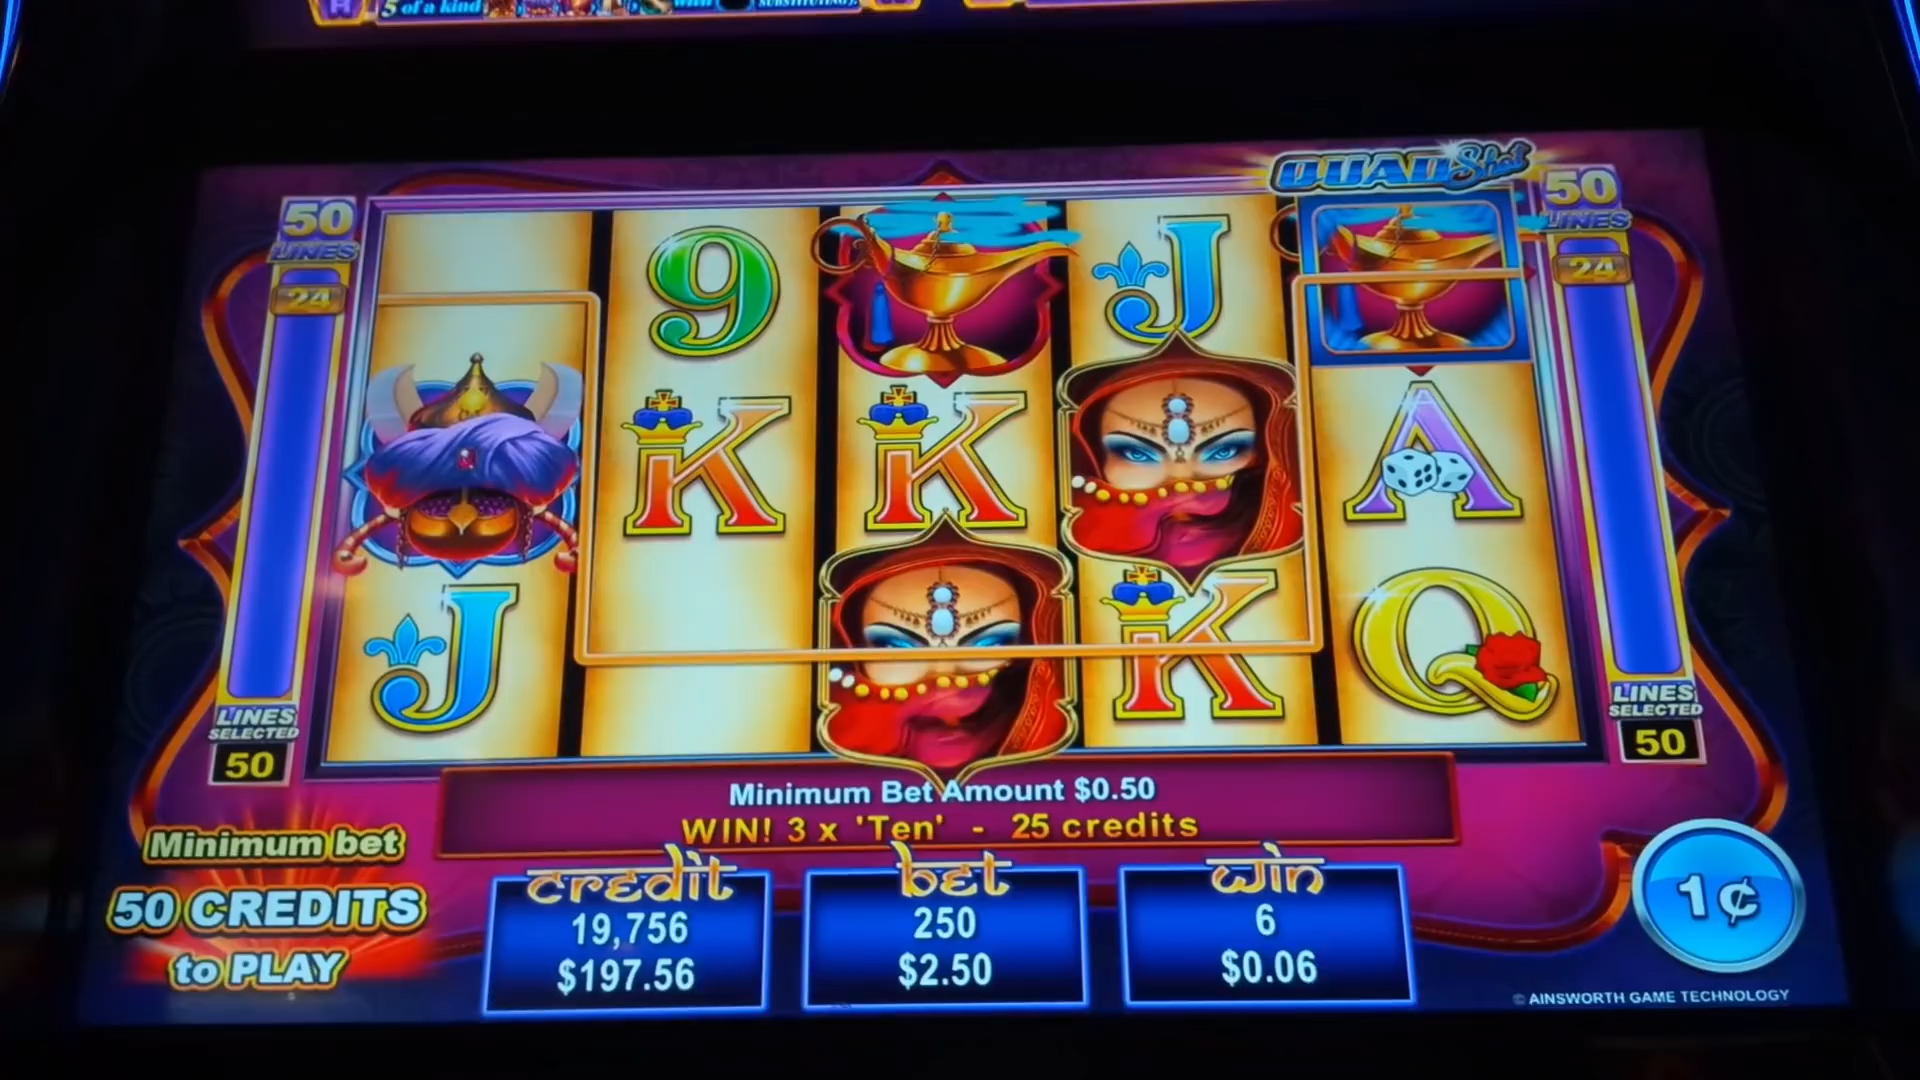 5 of a kind
SUBSTITUTING).
QUAD Shot
50
LINES
24
50
LINES
24
9
J
K
K
A
J
K
Q
LINES
SELECTED
50
LINES
SELECTED
50
Minimum Bet Amount $0.50
WIN! 3 x 'Ten' - 25 credits
Minimum bet
50 CREDITS
to PLAY
credit
19,756
$197.56
bet
250
$2.50
win
6
$0.06
1¢
© AINSWORTH GAME TECHNOLOGY